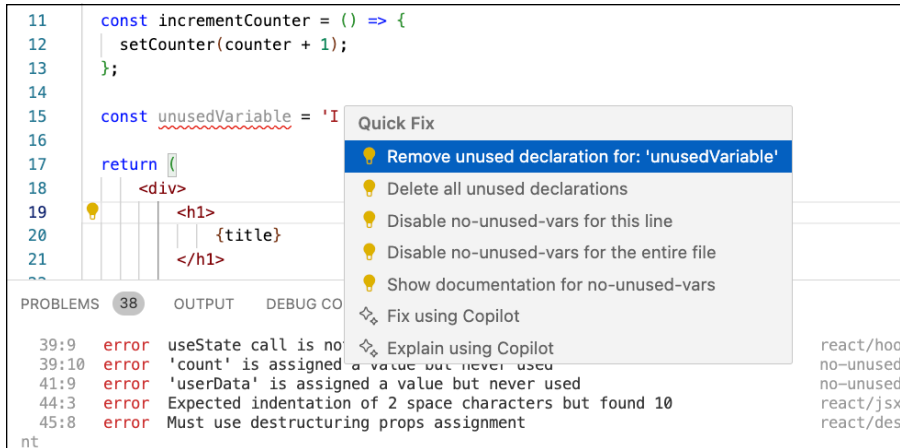 11 const incrementCounter = () => {
12 setCounter(counter + 1);
13 };
14
15 const unusedVariable = 'I
16
17 return (
18 <div>
19 <h1>
20 {title}
21 </h1>
Quick Fix
Remove unused declaration for: 'unusedVariable'
Delete all unused declarations
Disable no-unused-vars for this line
Disable no-unused-vars for the entire file
Show documentation for no-unused-vars
Fix using Copilot
Explain using Copilot
PROBLEMS 38 OUTPUT DEBUG CO
39:9 error useState call is no react/hoo
39:10 error 'count' is assigned a value but never used no-unused
41:9 error 'userData' is assigned a value but never used no-unused
44:3 error Expected indentation of 2 space characters but found 10 react/jsx
45:8 error Must use destructuring props assignment react/des
nt